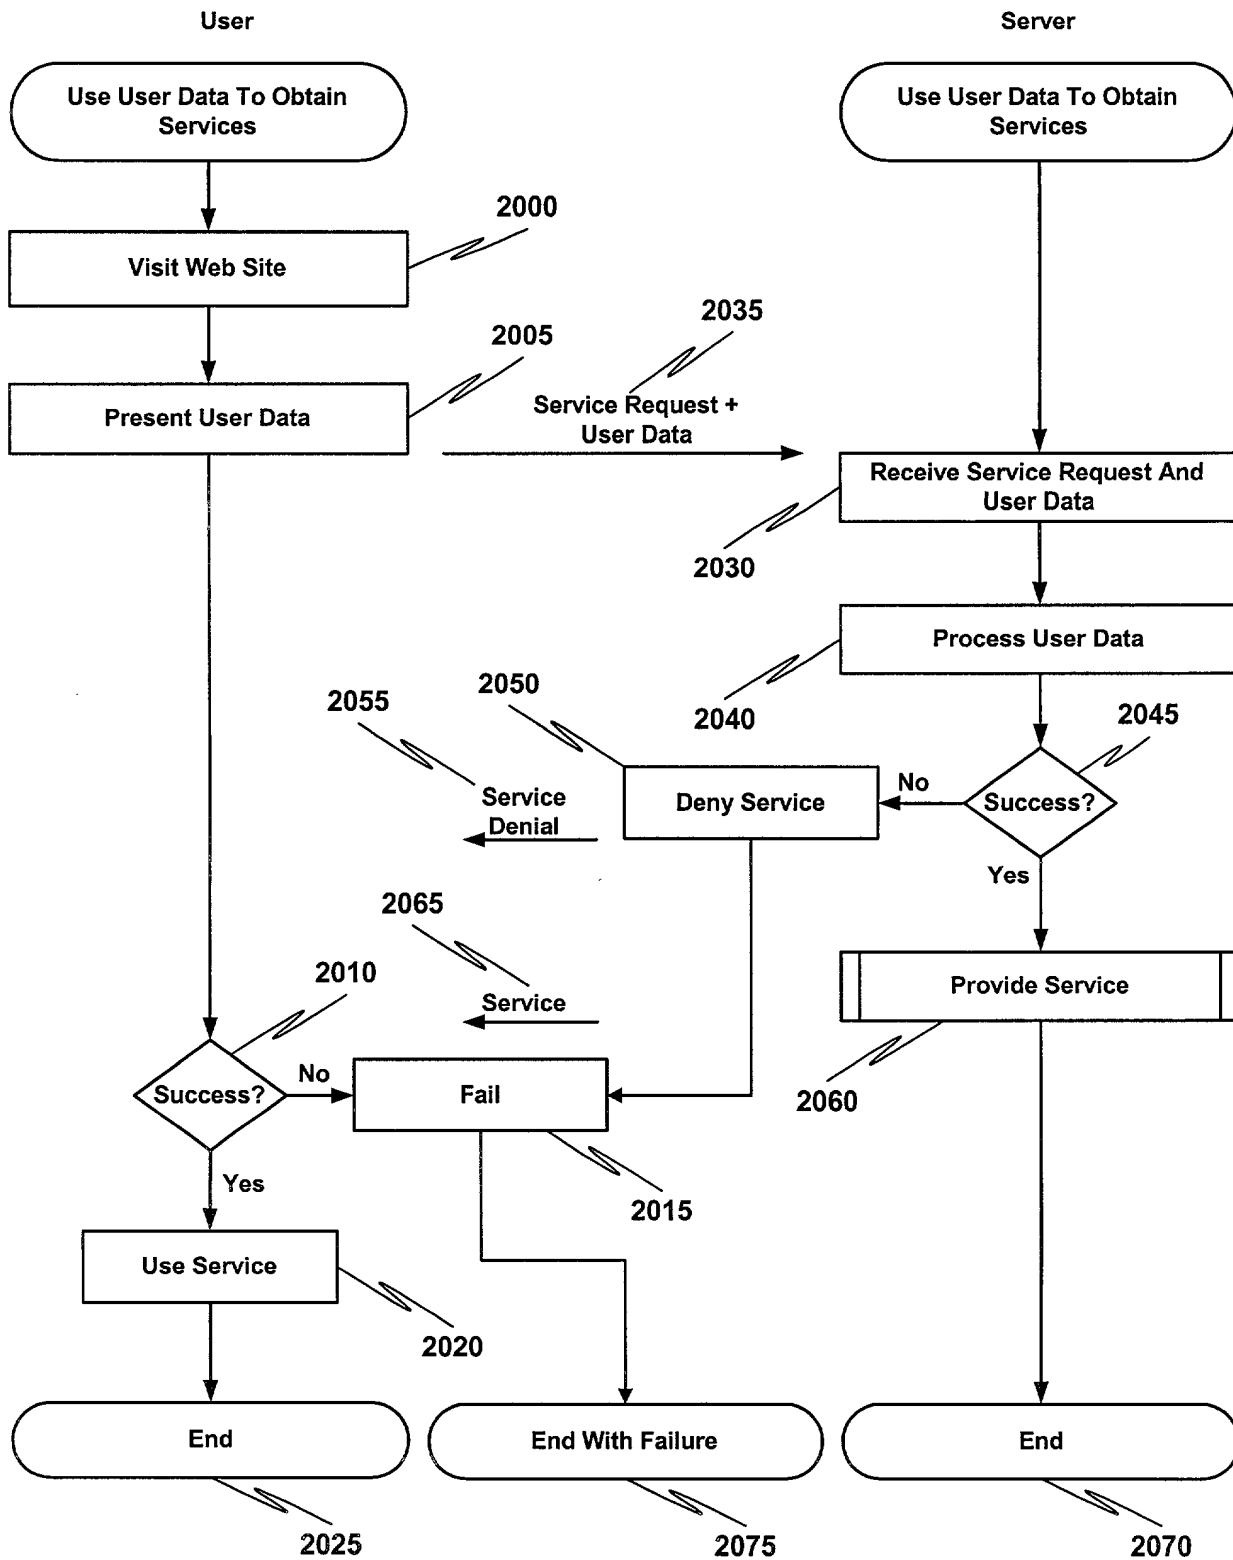 User
Server
Use User Data To Obtain
Services
Use User Data To Obtain
Services
2000
Visit Web Site
2035
2005
Present User Data
Service Request +
User Data
Receive Service Request And
User Data
2030
Process User Data
2040
2050
2055
2045
Service
Denial
Deny Service
No
Success?
Yes
2065
2010
Service
Provide Service
Success?
No
Fail
2060
Yes
2015
Use Service
2020
End
End With Failure
End
2025
2075
2070